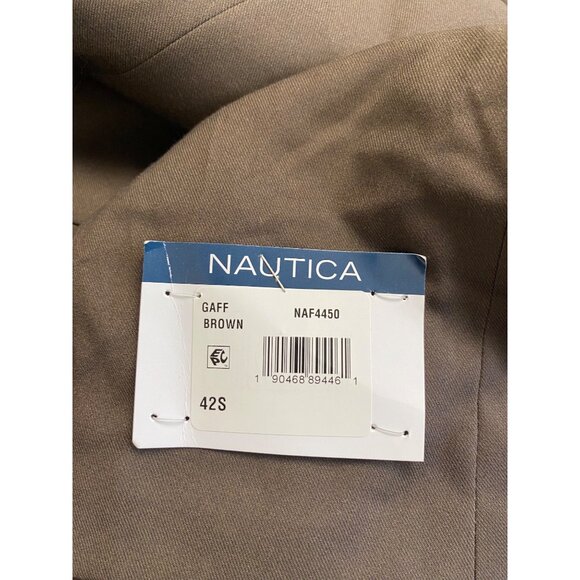 NAUTICA
GAFF NAF4450
BROWN
1 90468 89446 1
42S